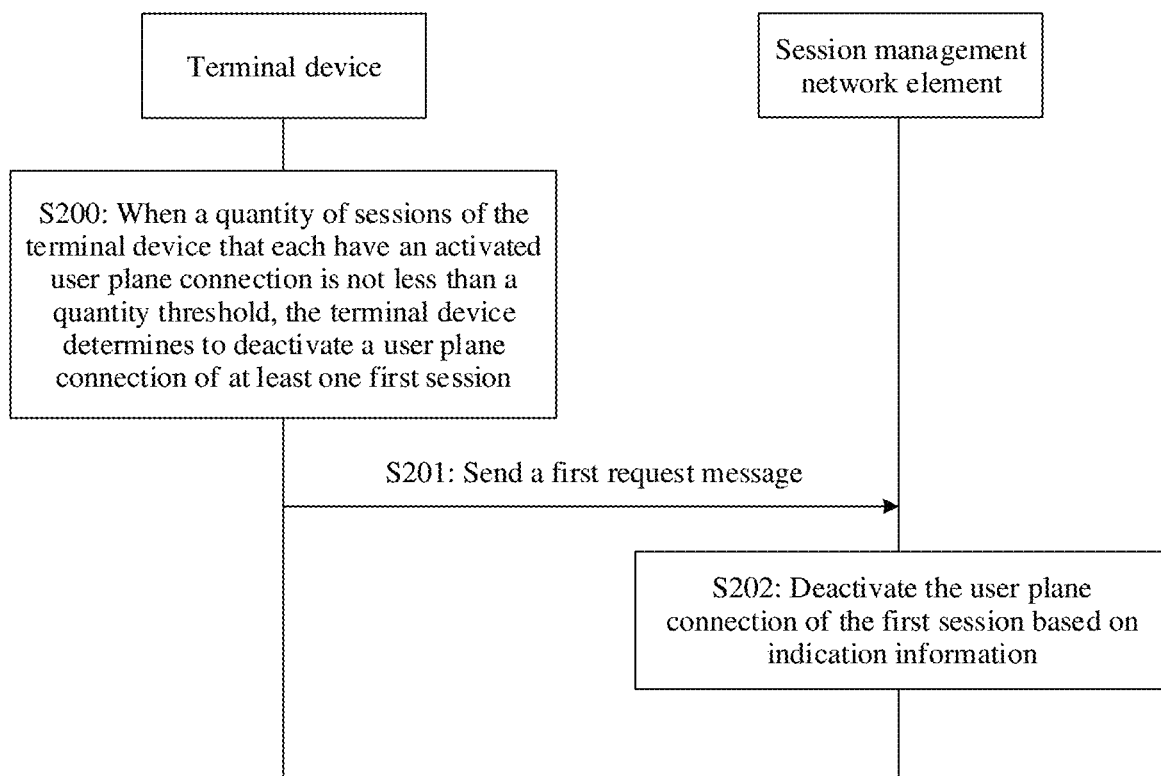 Terminal device
Session management
network element
S200: When a quantity of sessions of the
terminal device that each have an activated
user plane connection is not less than a
quantity threshold, the terminal device
determines to deactivate a user plane
connection of at least one first session
S201: Send a first request message
S202: Deactivate the user plane
connection of the first session based on
indication information